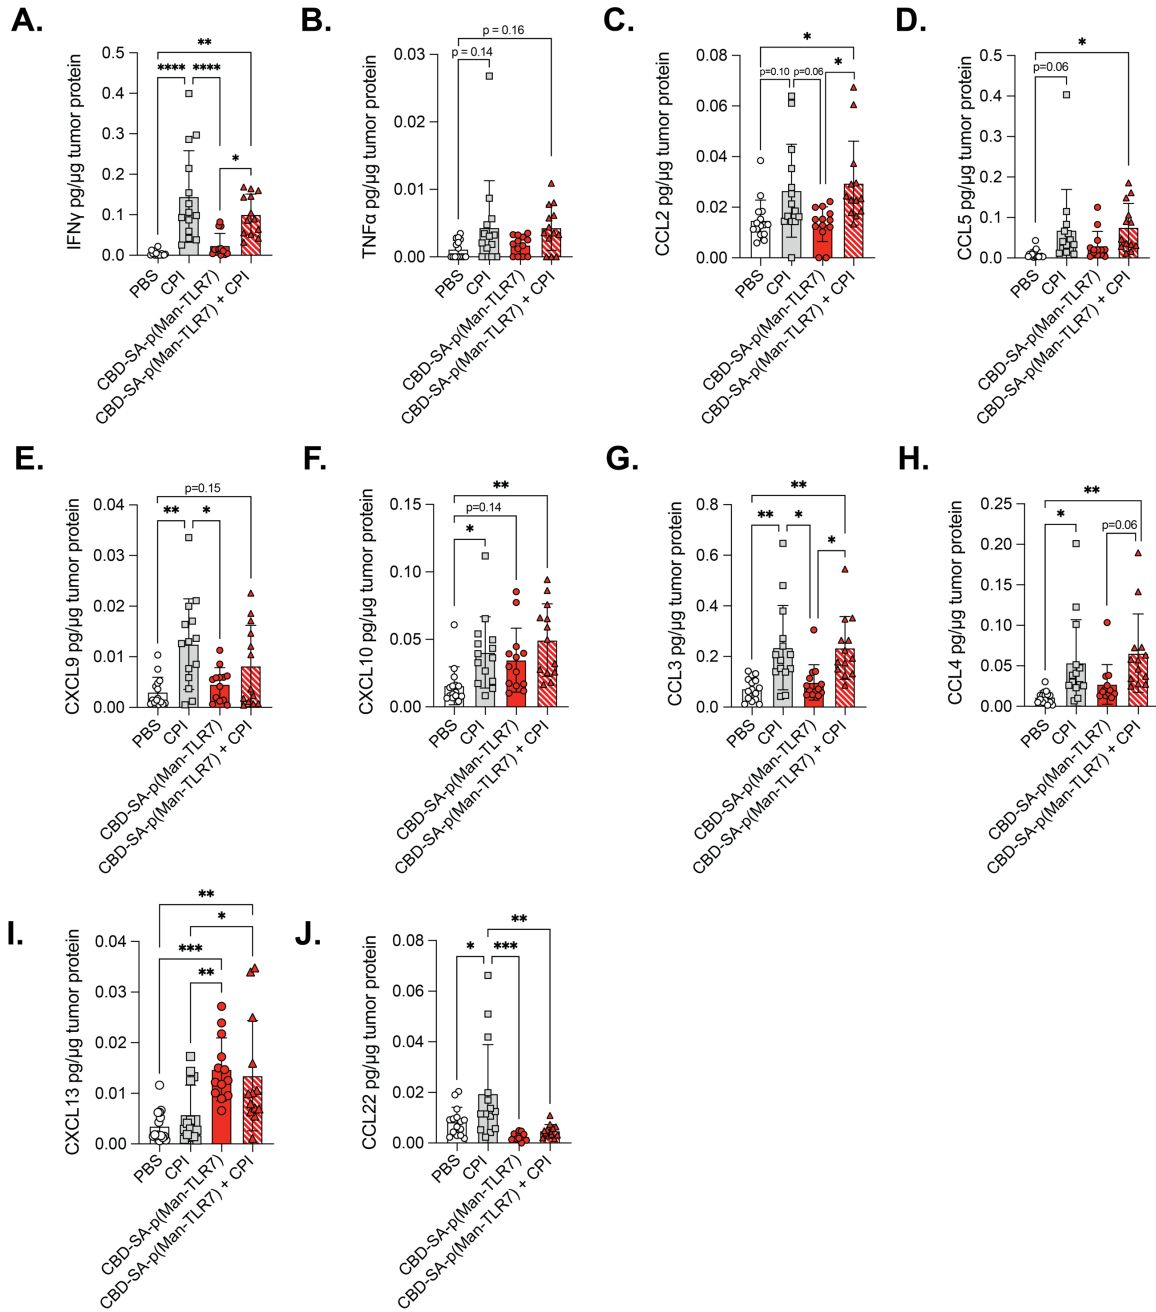 A.
IFNγ pg/µg tumor protein
0.5
0.4
0.3
0.2
0.1
0.0
**
****
****
*
PBS
CPI
CBD-SA-p(Man-TLR7)
CBD-SA-p(Man-TLR7) + CPI
B.
TNFα pg/µg tumor protein
0.03
0.02
0.01
0.00
p = 0.16
p = 0.14
PBS
CPI
CBD-SA-p(Man-TLR7)
CBD-SA-p(Man-TLR7) + CPI
C.
CCL2 pg/µg tumor protein
0.08
0.06
0.04
0.02
0.00
*
p=0.10
p=0.06
*
PBS
CPI
CBD-SA-p(Man-TLR7)
CBD-SA-p(Man-TLR7) + CPI
D.
CCL5 pg/µg tumor protein
0.5
0.4
0.3
0.2
0.1
0.0
*
p=0.06
PBS
CPI
CBD-SA-p(Man-TLR7)
CBD-SA-p(Man-TLR7) + CPI
E.
CXCL9 pg/µg tumor protein
0.04
0.03
0.02
0.01
0.00
p=0.15
**
*
PBS
CPI
CBD-SA-p(Man-TLR7)
CBD-SA-p(Man-TLR7) + CPI
F.
CXCL10 pg/µg tumor protein
0.15
0.10
0.05
0.00
**
p=0.14
*
PBS
CPI
CBD-SA-p(Man-TLR7)
CBD-SA-p(Man-TLR7) + CPI
G.
CCL3 pg/µg tumor protein
0.8
0.6
0.4
0.2
0.0
**
**
*
*
PBS
CPI
CBD-SA-p(Man-TLR7)
CBD-SA-p(Man-TLR7) + CPI
H.
CCL4 pg/µg tumor protein
0.25
0.20
0.15
0.10
0.05
0.00
**
*
p=0.06
PBS
CPI
CBD-SA-p(Man-TLR7)
CBD-SA-p(Man-TLR7) + CPI
I.
CXCL13 pg/µg tumor protein
0.04
0.03
0.02
0.01
0.00
**
*
***
**
PBS
CPI
CBD-SA-p(Man-TLR7)
CBD-SA-p(Man-TLR7) + CPI
J.
CCL22 pg/µg tumor protein
0.08
0.06
0.04
0.02
0.00
**
*
***
PBS
CPI
CBD-SA-p(Man-TLR7)
CBD-SA-p(Man-TLR7) + CPI